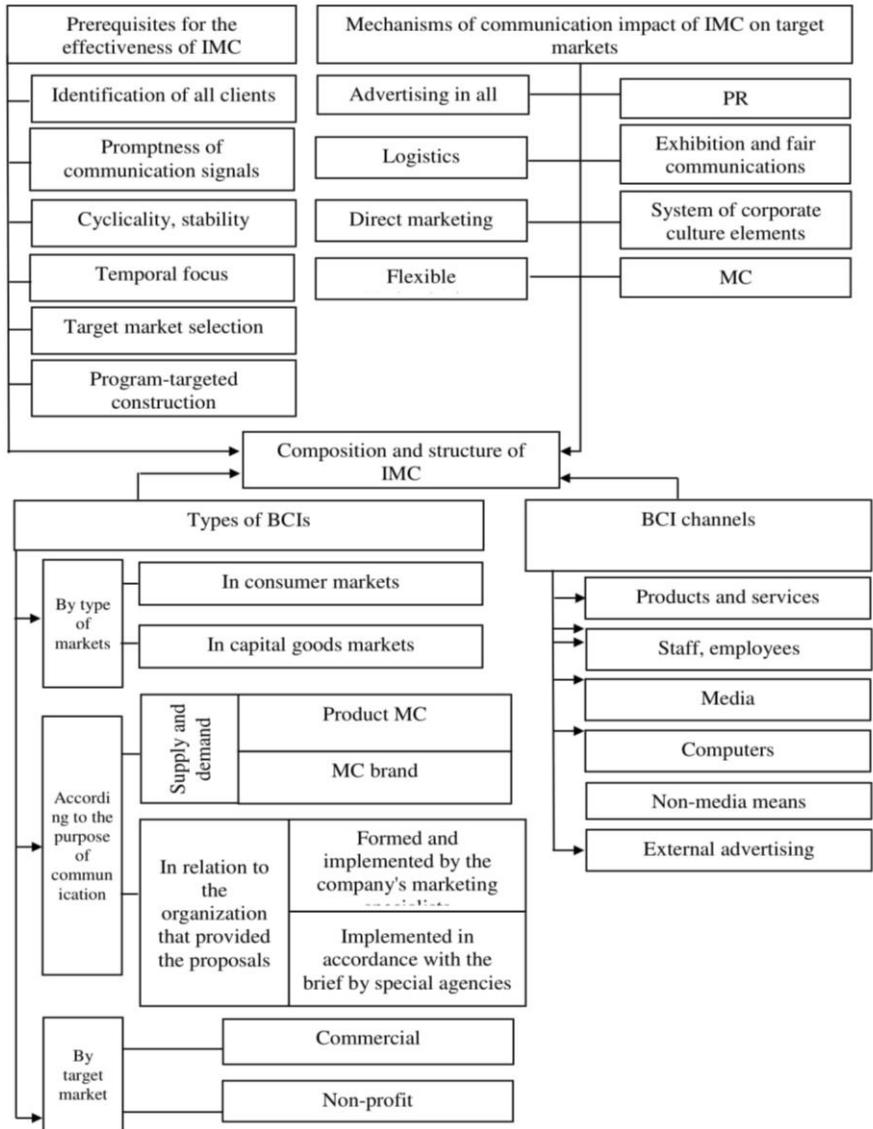 Prerequisites for the
effectiveness of IMC
Identification of all clients
Promptness of
communication signals
Cyclicality, stability
Temporal focus
Target market selection
Program-targeted
construction
Mechanisms of communication impact of IMC on target
markets
Advertising in all
Logistics
Direct marketing
Flexible
PR
Exhibition and fair
communications
System of corporate
culture elements
MC
Composition and structure of
IMC
Types of BCIs
By type
of
markets
In consumer markets
In capital goods markets
Accordi
ng to the
purpose
of
commun
ication
Supply and
demand
Product MC
MC brand
In relation to
the
organization
that provided
the proposals
Formed and
implemented by the
company's marketing
Implemented in
accordance with the
brief by special agencies
By
target
market
Commercial
Non-profit
BCI channels
Products and services
Staff, employees
Media
Computers
Non-media means
External advertising